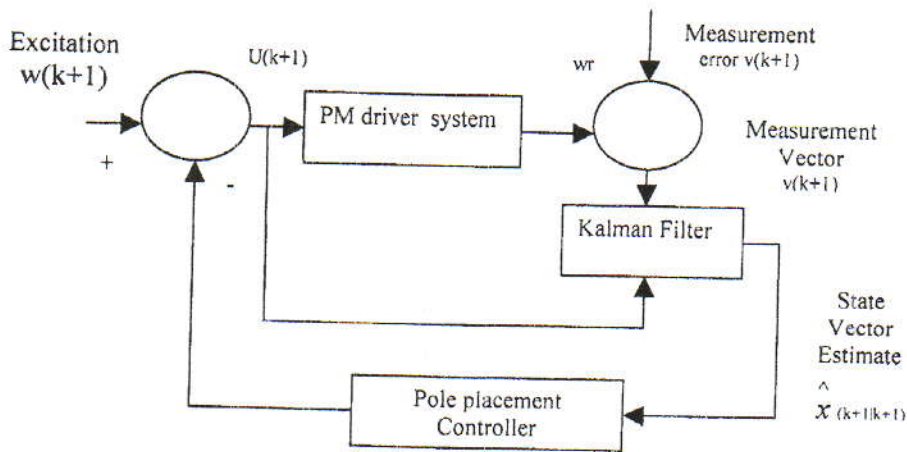 Excitation
w(k+1)
U(k+1)
wr
Measurement
error v(k+1)
+
-
PM driver system
Measurement
Vector
v(k+1)
Kalman Filter
State
Vector
Estimate
^
x (k+1|k+1)
Pole placement
Controller